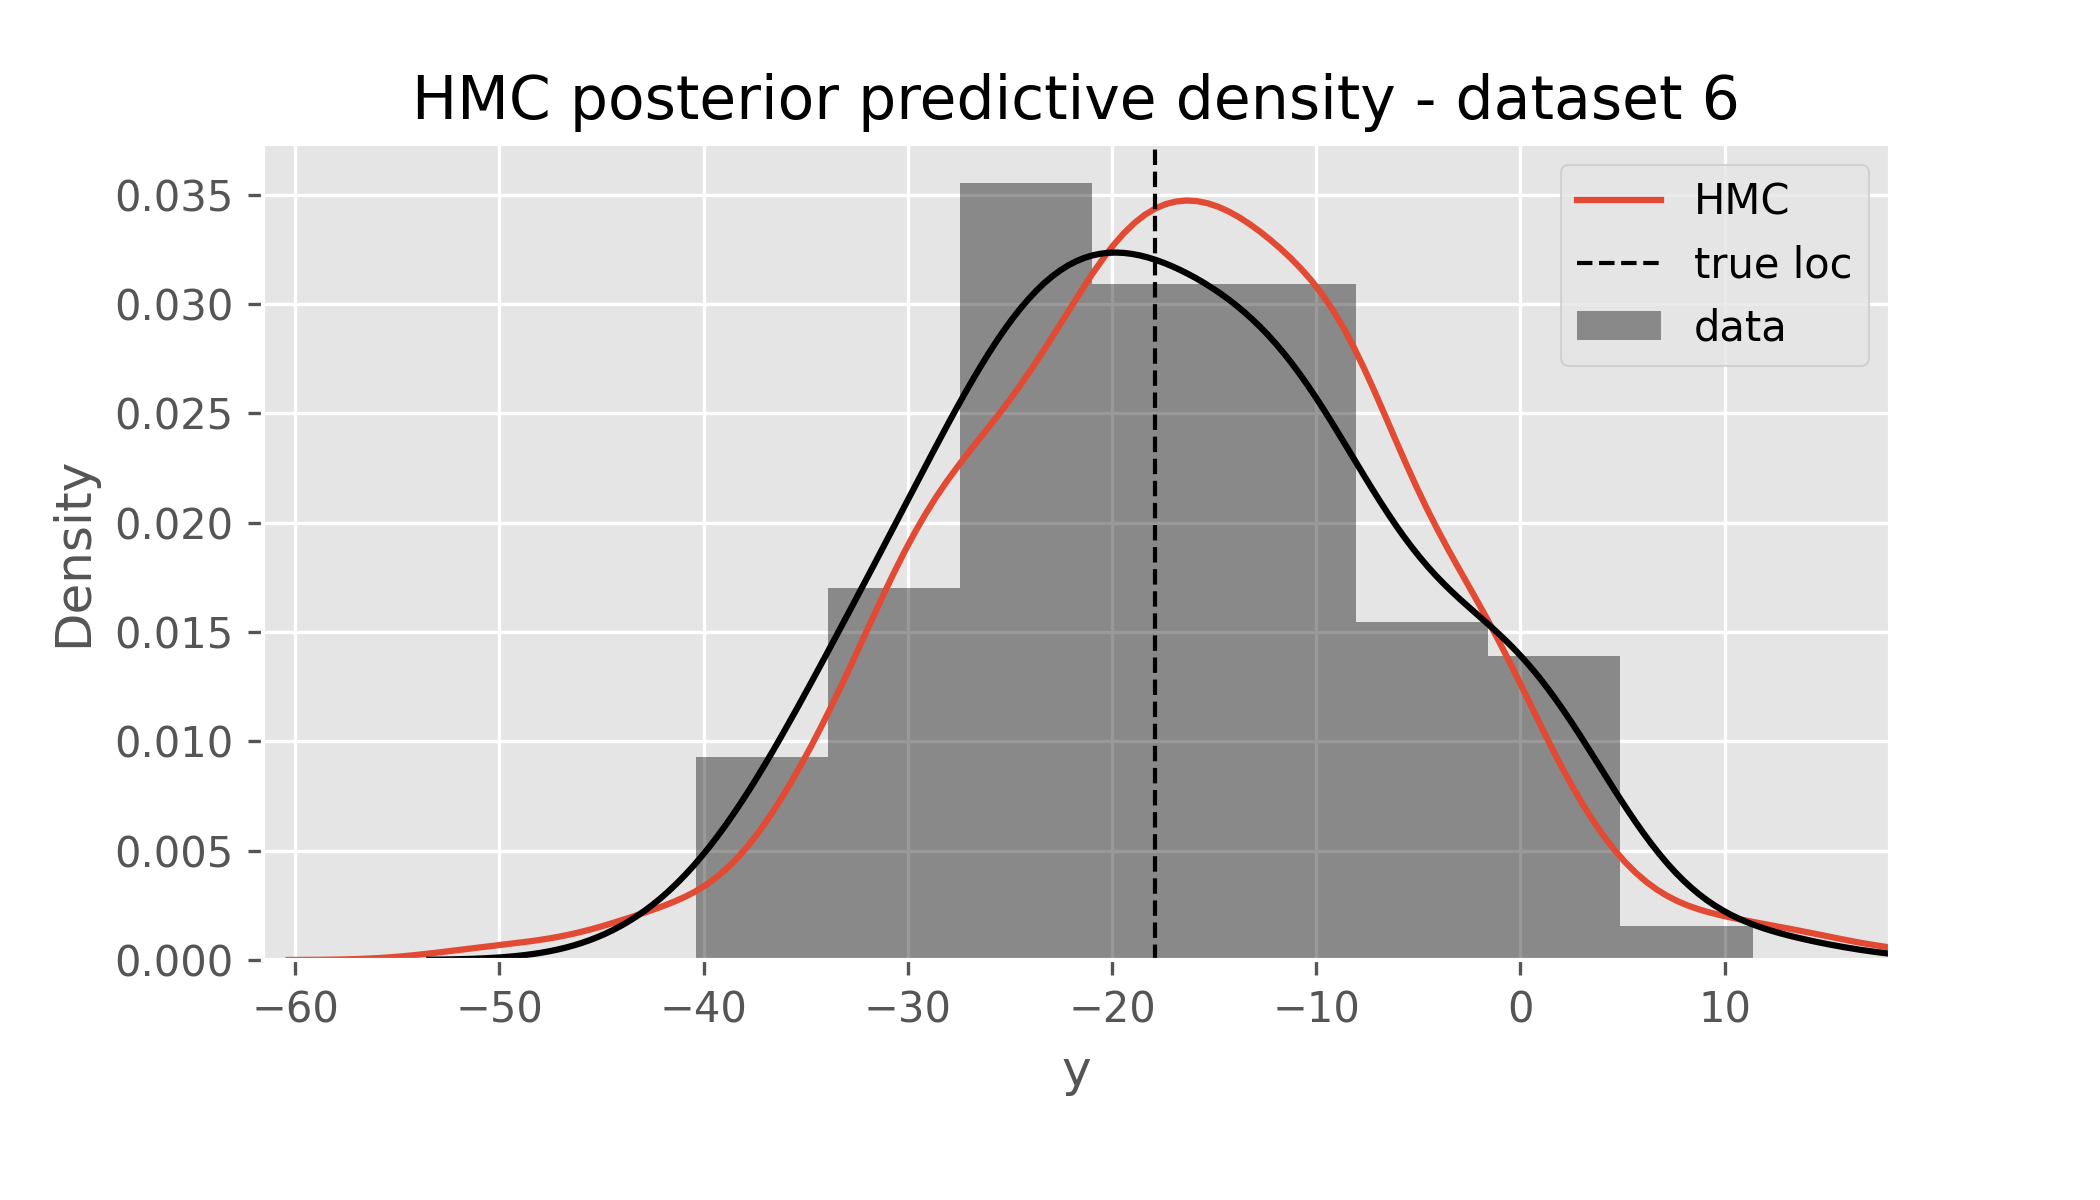 HMC posterior predictive density - dataset 6
HMC
true loc
data
Density
0.035
0.030
0.025
0.020
0.015
0.010
0.005
0.000
−60 −50 −40 −30 −20 −10 0 10
y